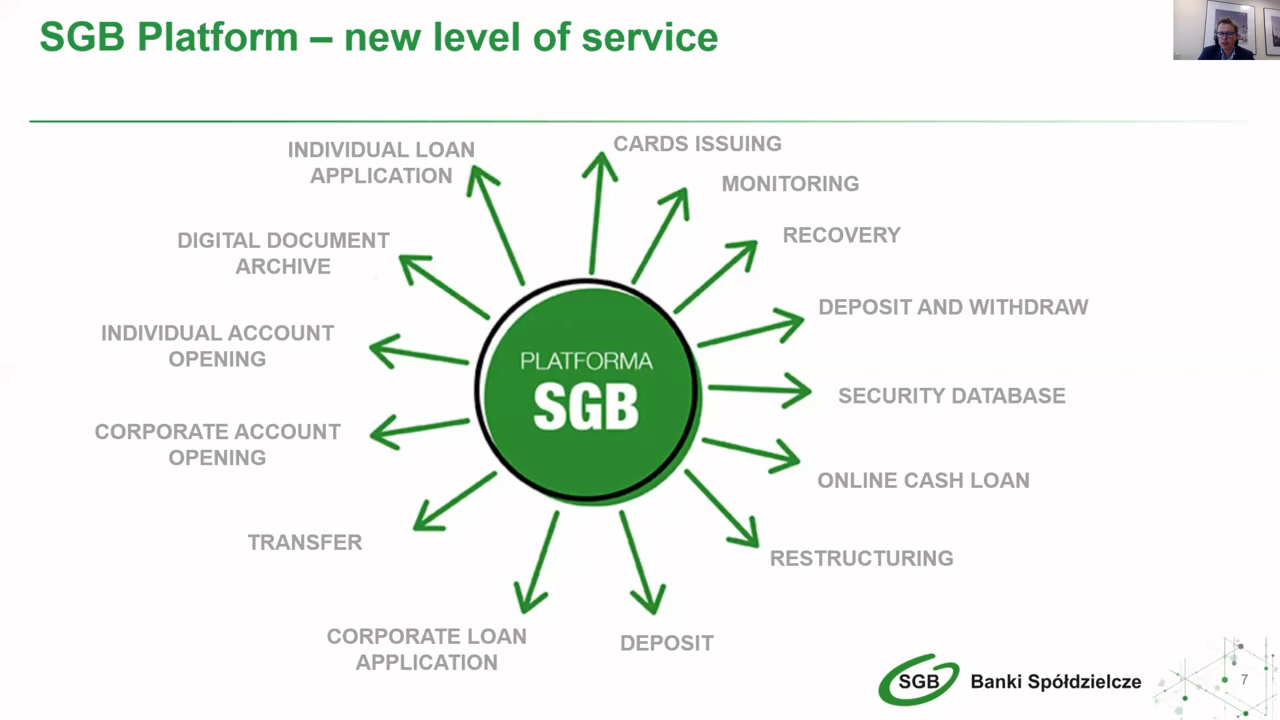 SGB Platform – new level of service
INDIVIDUAL LOAN
APPLICATION
CARDS ISSUING
MONITORING
RECOVERY
DIGITAL DOCUMENT
ARCHIVE
DEPOSIT AND WITHDRAW
INDIVIDUAL ACCOUNT
OPENING
PLATFORMA
SGB
SECURITY DATABASE
CORPORATE ACCOUNT
OPENING
ONLINE CASH LOAN
TRANSFER
RESTRUCTURING
CORPORATE LOAN
APPLICATION
DEPOSIT
SGB Banki Spółdzielcze
7